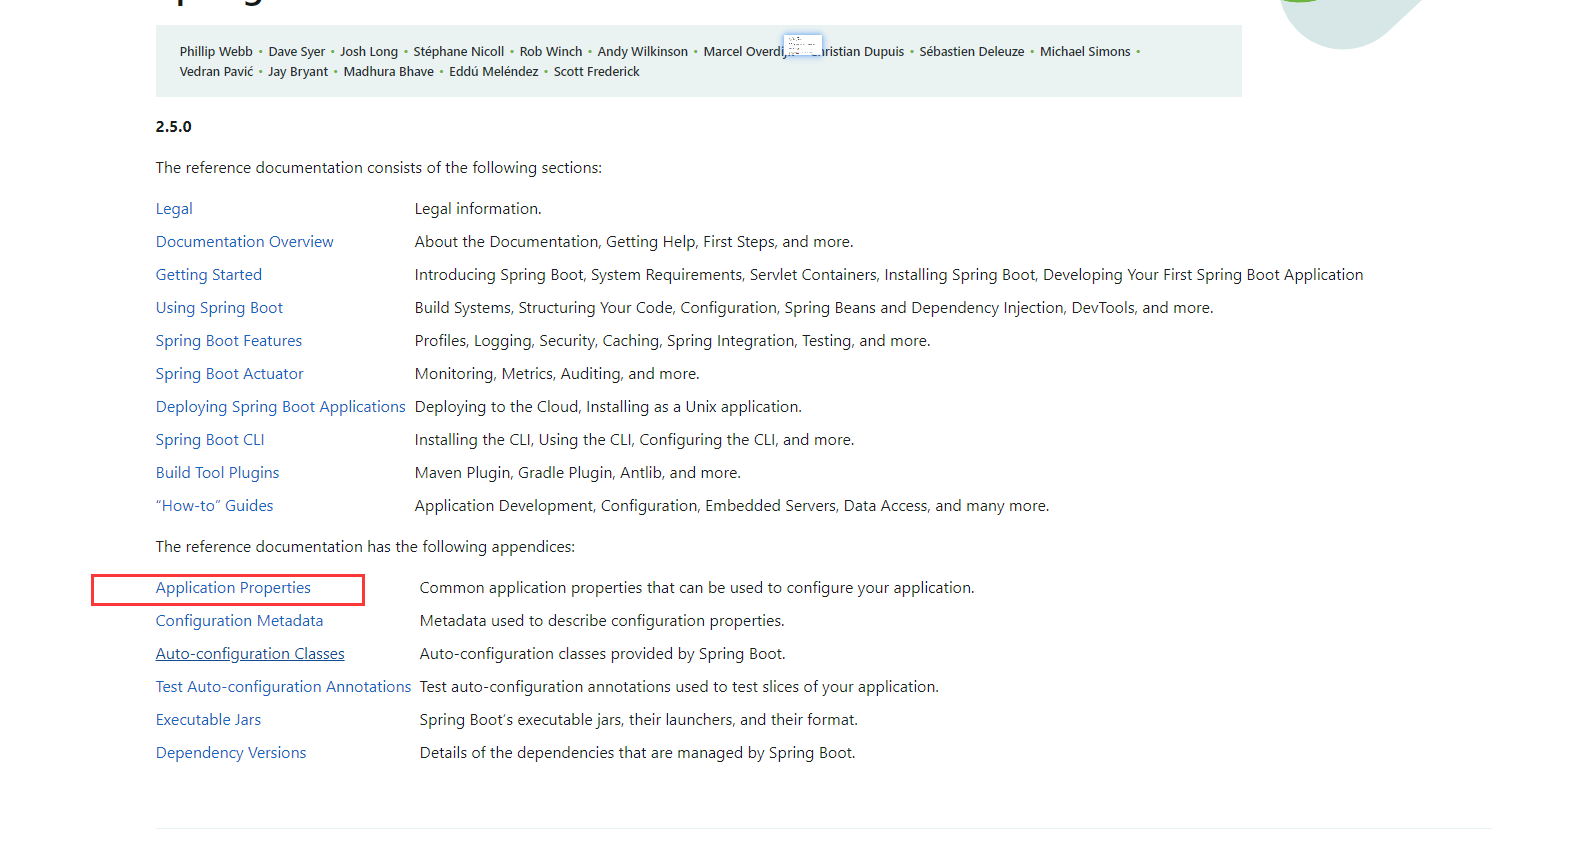 Phillip Webb • Dave Syer • Josh Long • Stéphane Nicoll • Rob Winch • Andy Wilkinson • Marcel Dupuis • Sébastien Deleuze • Michael Simons •
Vedran Pavić • Jay Bryant • Madhura Bhave • Eddú Meléndez • Scott Frederick
2.5.0
The reference documentation consists of the following sections:
Legal Legal information.
Documentation Overview About the Documentation, Getting Help, First Steps, and more.
Getting Started Introducing Spring Boot, System Requirements, Servlet Containers, Installing Spring Boot, Developing Your First Spring Boot Application
Using Spring Boot Build Systems, Structuring Your Code, Configuration, Spring Beans and Dependency Injection, DevTools, and more.
Spring Boot Features Profiles, Logging, Security, Caching, Spring Integration, Testing, and more.
Spring Boot Actuator Monitoring, Metrics, Auditing, and more.
Deploying Spring Boot Applications Deploying to the Cloud, Installing as a Unix application.
Spring Boot CLI Installing the CLI, Using the CLI, Configuring the CLI, and more.
Build Tool Plugins Maven Plugin, Gradle Plugin, Antlib, and more.
“How-to” Guides Application Development, Configuration, Embedded Servers, Data Access, and many more.
The reference documentation has the following appendices:
Application Properties Common application properties that can be used to configure your application.
Configuration Metadata Metadata used to describe configuration properties.
Auto-configuration Classes Auto-configuration classes provided by Spring Boot.
Test Auto-configuration Annotations Test auto-configuration annotations used to test slices of your application.
Executable Jars Spring Boot’s executable jars, their launchers, and their format.
Dependency Versions Details of the dependencies that are managed by Spring Boot.